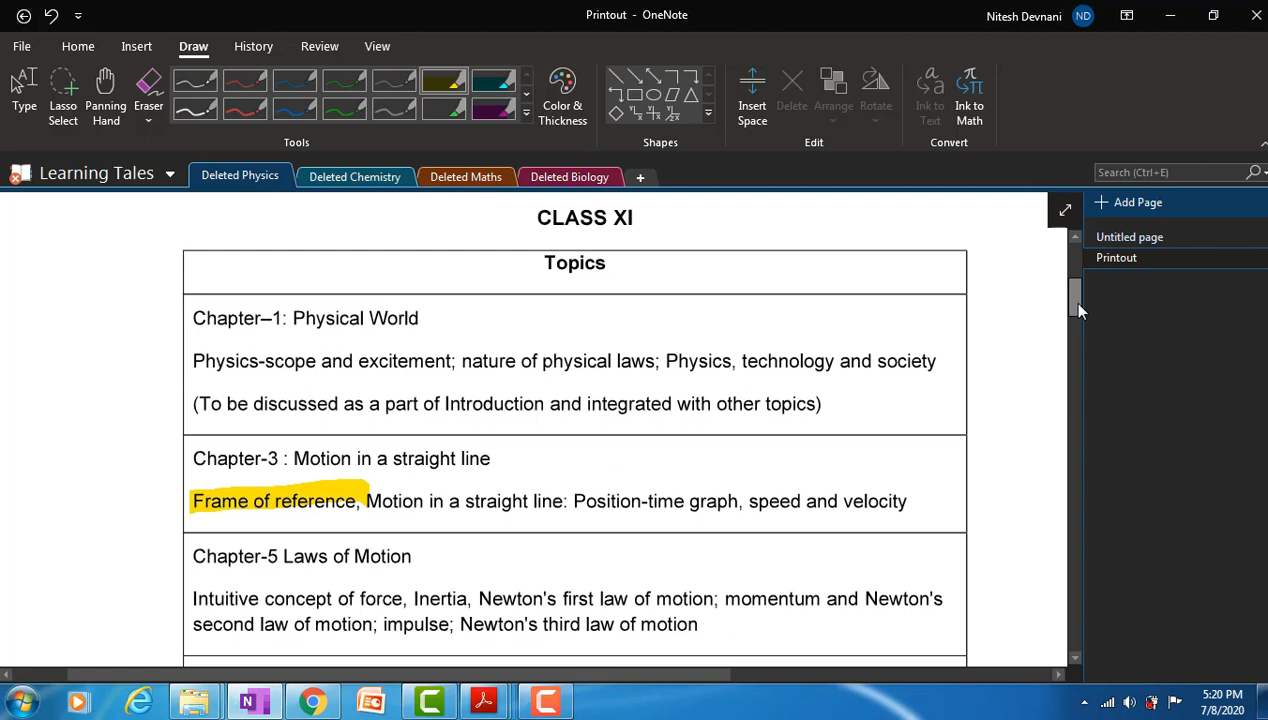 Printout - OneNote
Nitesh Devnani ND
File Home Insert Draw History Review View
Type
Lasso Select
Panning Hand
Eraser
Color & Thickness
Insert Space
Delete
Arrange
Rotate
Ink to Text
Ink to Math
Tools
Shapes
Edit
Convert
Learning Tales
Deleted Physics
Deleted Chemistry
Deleted Maths
Deleted Biology
+
Search (Ctrl+E)
Add Page
Untitled page
Printout
CLASS XI
Topics
Chapter–1: Physical World
Physics-scope and excitement; nature of physical laws; Physics, technology and society
(To be discussed as a part of Introduction and integrated with other topics)
Chapter-3 : Motion in a straight line
Frame of reference, Motion in a straight line: Position-time graph, speed and velocity
Chapter-5 Laws of Motion
Intuitive concept of force, Inertia, Newton's first law of motion; momentum and Newton's
second law of motion; impulse; Newton's third law of motion
5:20 PM
7/8/2020